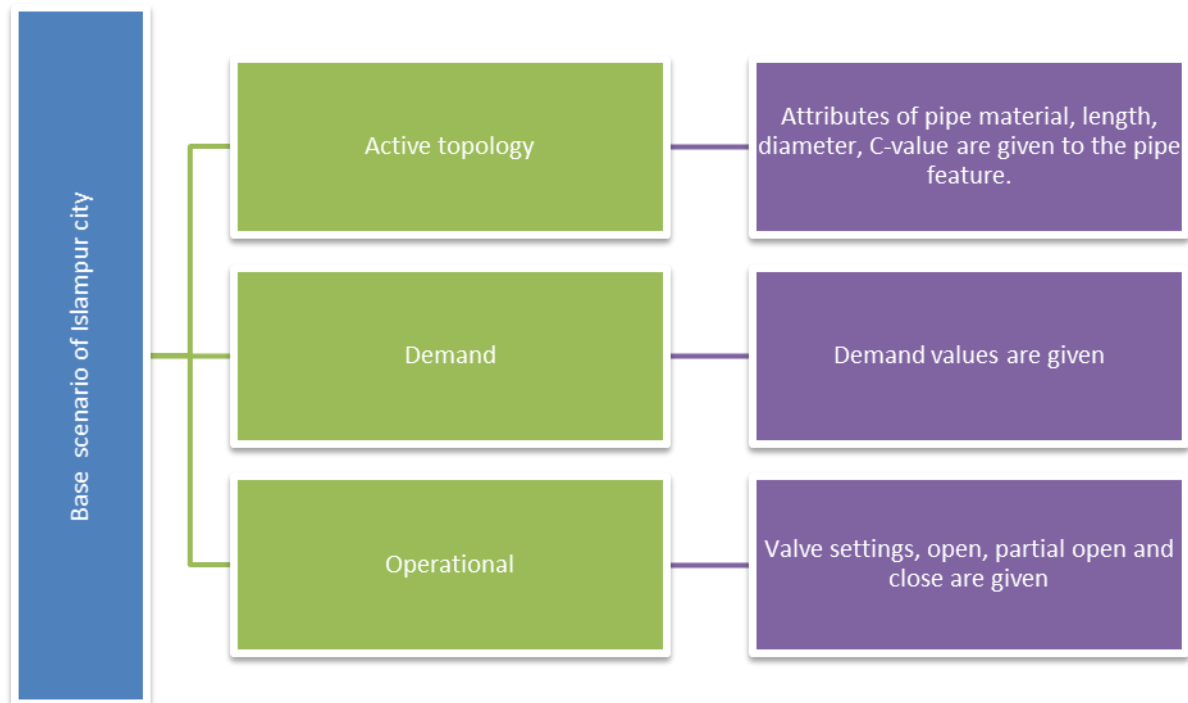 Base scenario of Islampur city
Active topology
Attributes of pipe material, length,
diameter, C-value are given to the pipe
feature.
Demand
Demand values are given
Operational
Valve settings, open, partial open and
close are given